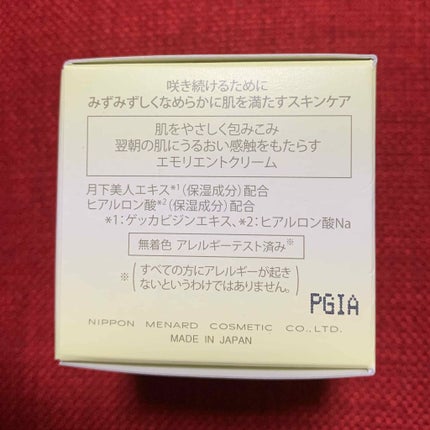 咲き続けるために
みずみずしくなめらかに肌を満たすスキンケア
肌をやさしく包みこみ
翌朝の肌にうるおい感触をもたらす
エモリエントクリーム
月下美人エキス*1（保湿成分）配合
ヒアルロン酸*2（保湿成分）配合
*1：ゲッカビジンエキス、*2：ヒアルロン酸Na
無着色 アレルギーテスト済み※
※（すべての方にアレルギーが起き
ないというわけではありません。）
PGIA
NIPPON MENARD COSMETIC CO.,LTD.
MADE IN JAPAN